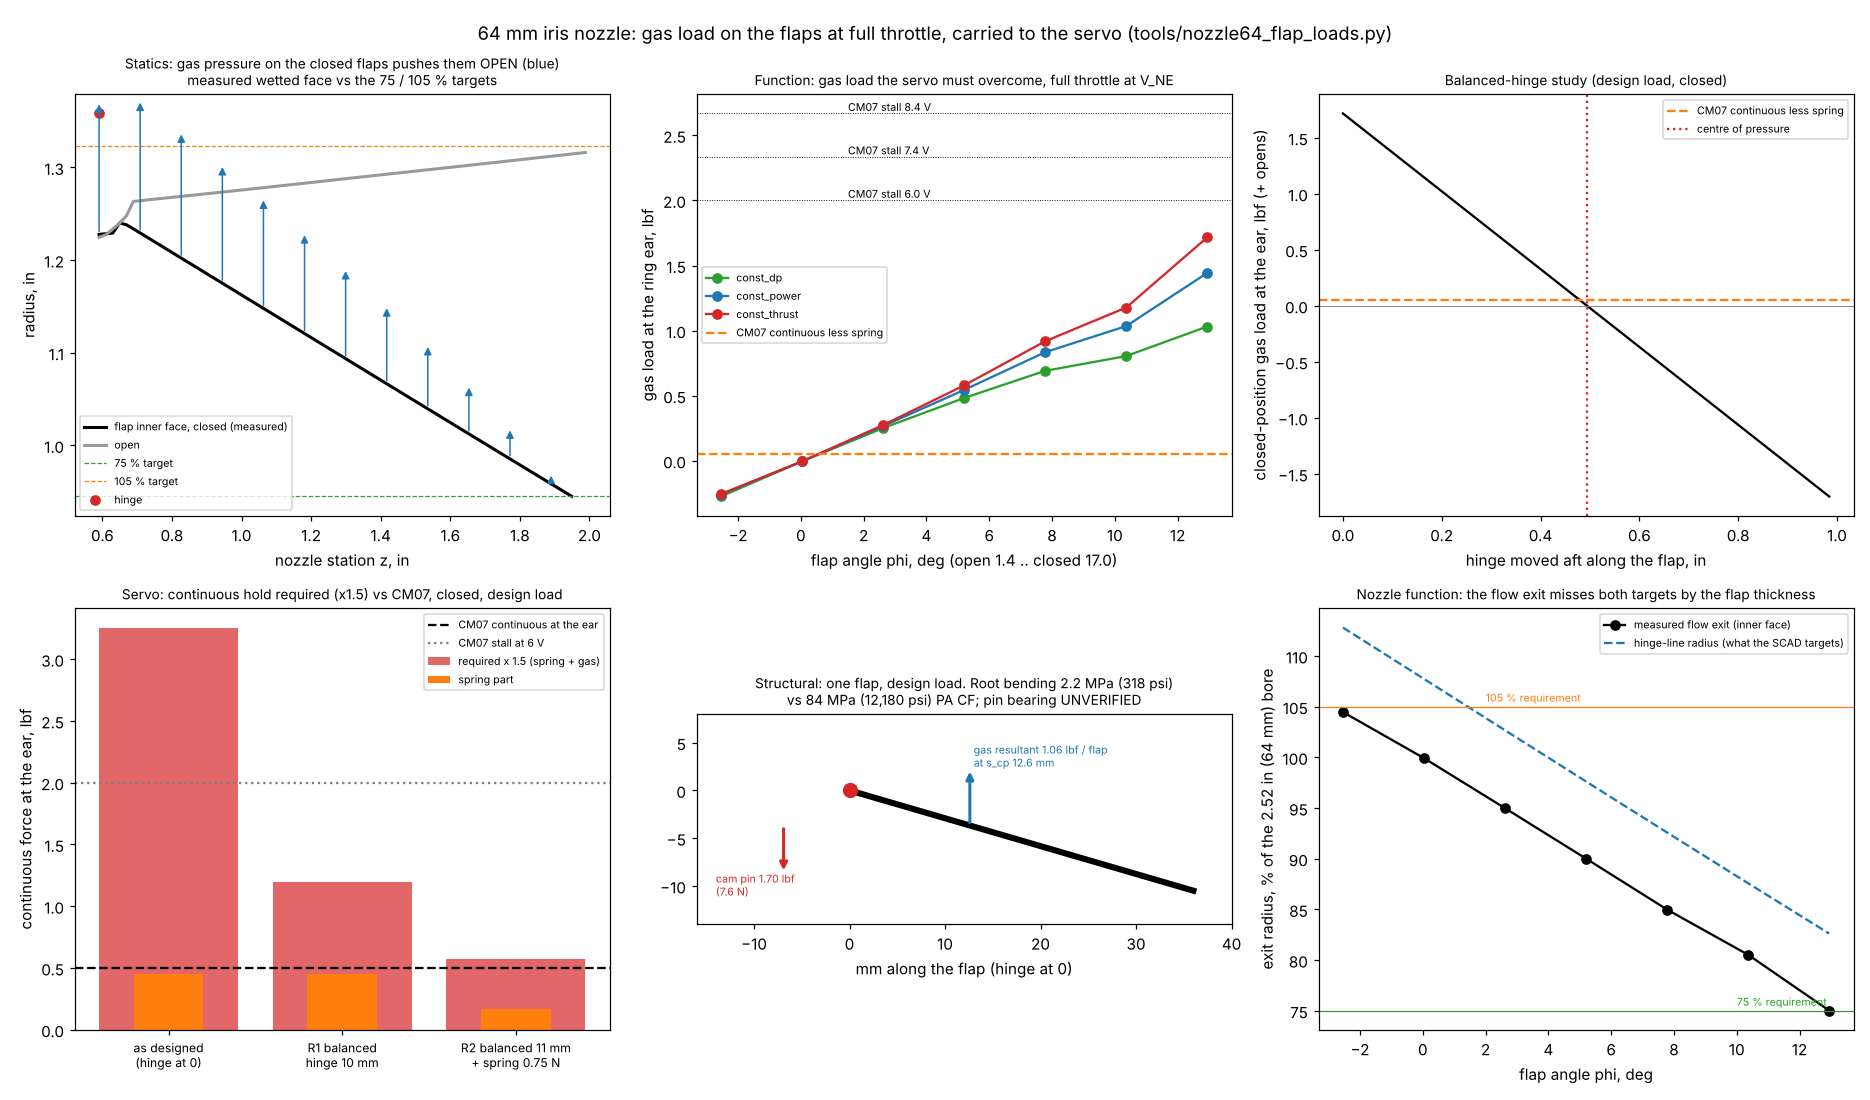 64 mm iris nozzle: gas load on the flaps at full throttle, carried to the servo (tools/nozzle64_flap_loads.py)
Statics: gas pressure on the closed flaps pushes them OPEN (blue)
measured wetted face vs the 75 / 105 % targets
radius, in
1.3
1.2
1.1
1.0
flap inner face, closed (measured)
open
75 % target
105 % target
hinge
0.6
0.8
1.0
1.2
1.4
1.6
1.8
2.0
nozzle station z, in
Function: gas load the servo must overcome, full throttle at V_NE
gas load at the ring ear, lbf
2.5
2.0
1.5
1.0
0.5
0.0
CM07 stall 8.4 V
CM07 stall 7.4 V
CM07 stall 6.0 V
const_dp
const_power
const_thrust
CM07 continuous less spring
−2
0
2
4
6
8
10
12
flap angle phi, deg (open 1.4 .. closed 17.0)
Balanced-hinge study (design load, closed)
closed-position gas load at the ear, lbf (+ opens)
1.5
1.0
0.5
0.0
−0.5
−1.0
−1.5
CM07 continuous less spring
centre of pressure
0.0
0.2
0.4
0.6
0.8
1.0
hinge moved aft along the flap, in
Servo: continuous hold required (x1.5) vs CM07, closed, design load
continuous force at the ear, lbf
3.0
2.5
2.0
1.5
1.0
0.5
0.0
CM07 continuous at the ear
CM07 stall at 6 V
required x 1.5 (spring + gas)
spring part
as designed
(hinge at 0)
R1 balanced
hinge 10 mm
R2 balanced 11 mm
+ spring 0.75 N
Structural: one flap, design load. Root bending 2.2 MPa (318 psi)
vs 84 MPa (12,180 psi) PA CF; pin bearing UNVERIFIED
5
0
−5
−10
gas resultant 1.06 lbf / flap
at s_cp 12.6 mm
cam pin 1.70 lbf
(7.6 N)
−10
0
10
20
30
40
mm along the flap (hinge at 0)
Nozzle function: the flow exit misses both targets by the flap thickness
exit radius, % of the 2.52 in (64 mm) bore
110
105
100
95
90
85
80
75
measured flow exit (inner face)
hinge-line radius (what the SCAD targets)
105 % requirement
75 % requirement
−2
0
2
4
6
8
10
12
flap angle phi, deg